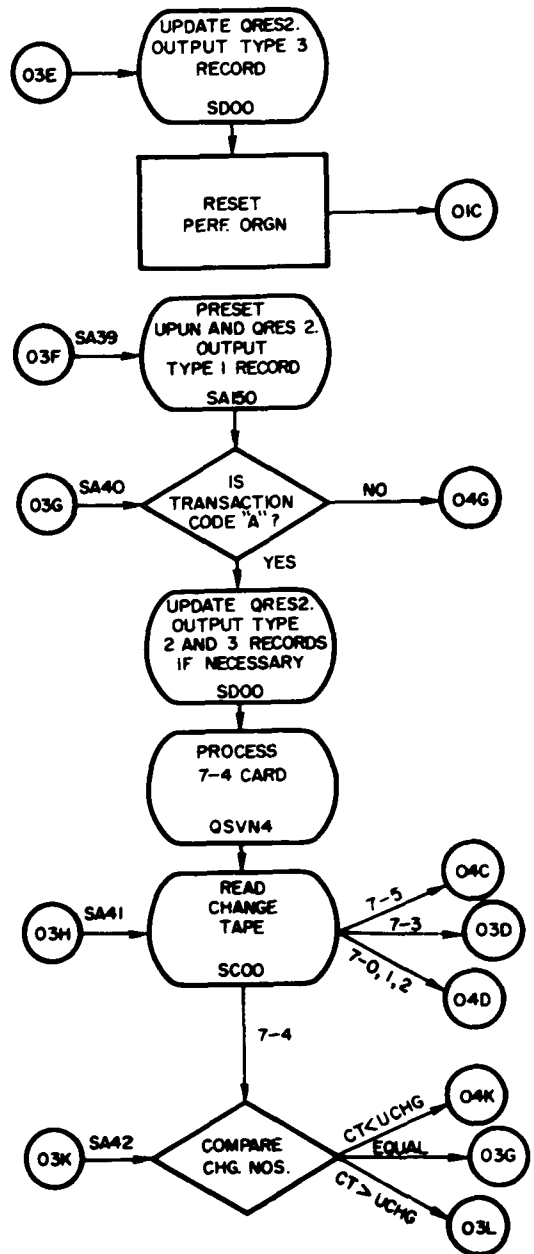 UPDATE QRES2.
OUTPUT TYPE 3
RECORD
03E
SD00
RESET
PERF. ORGN
01C
PRESET
UPUN AND QRES 2.
OUTPUT
TYPE 1 RECORD
SA39
03F
SA150
IS
TRANSACTION
CODE "A"?
SA40
03G
NO
04G
YES
UPDATE QRES2.
OUTPUT TYPE
2 AND 3 RECORDS
IF NECESSARY
SD00
PROCESS
7-4 CARD
QSVN4
READ
CHANGE
TAPE
SA41
03H
SC00
7-5
04C
7-3
03D
7-0, 1, 2
04D
7-4
COMPARE
CHG. NOS.
SA42
03K
CT<UCHG
04K
EQUAL
03G
CT > UCHG
03L